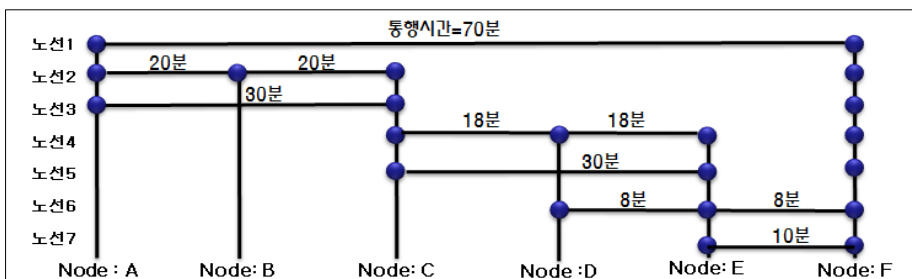 통행시간=70분
노선1
노선2 20분 20분
노선3 30분
노선4 18분 18분
노선5 30분
노선6 8분 8분
노선7 10분
Node : A Node: B Node: C Node :D Node: E Node: F